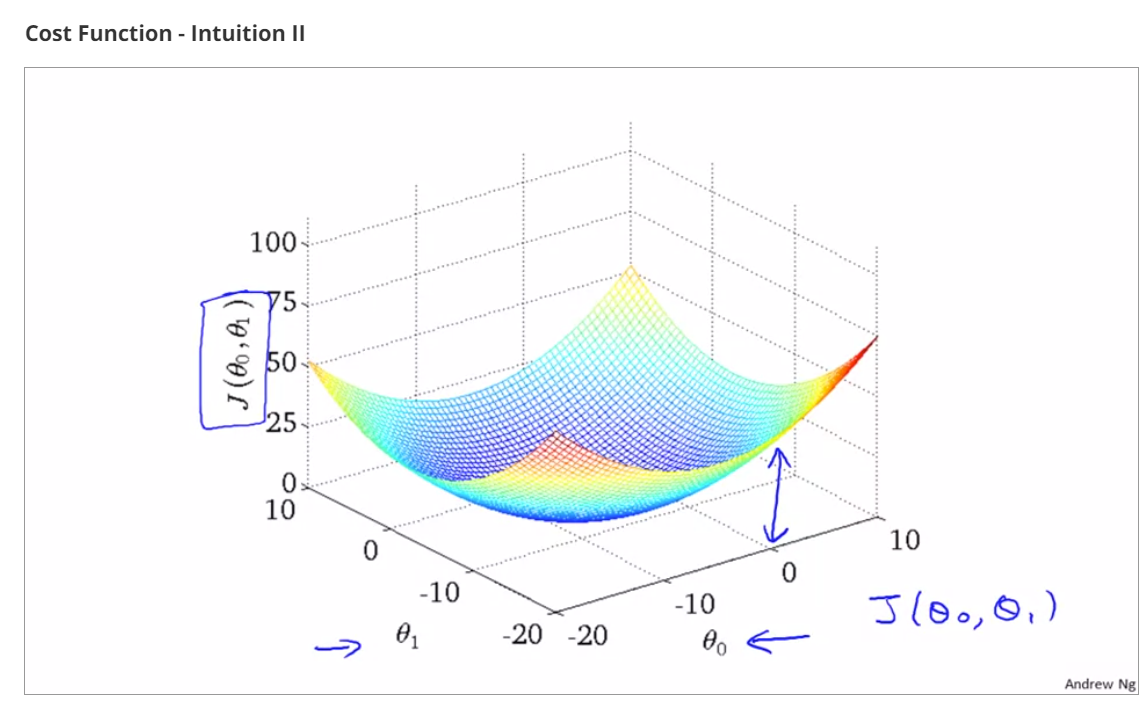 Cost Function - Intuition II
100
75
50
25
0
10
0
-10
-20
-20
-10
0
10
J(θ₀,θ₁)
θ₁
θ₀
J(θ₀,θ₁)
Andrew Ng